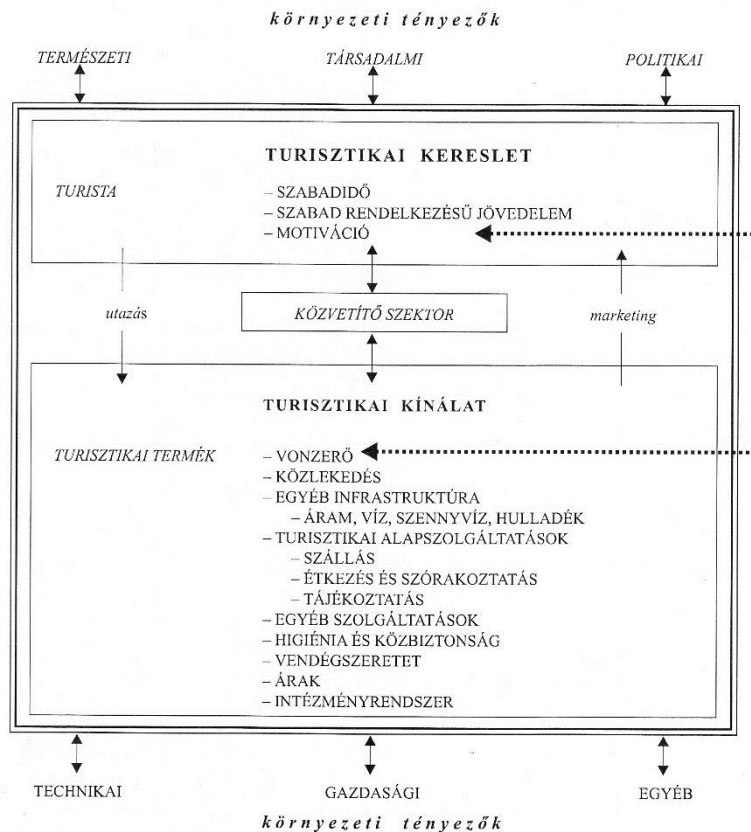 környezeti tényezők
TERMÉSZETI TÁRSADALMI POLITIKAI
TURISZTIKAI KERESLET
TURISTA
– SZABADIDŐ
– SZABAD RENDELKEZÉSŰ JÖVEDELEM
– MOTIVÁCIÓ
utazás KÖZVETÍTŐ SZEKTOR marketing
TURISZTIKAI KÍNÁLAT
TURISZTIKAI TERMÉK
– VONZERŐ
– KÖZLEKEDÉS
– EGYÉB INFRASTRUKTÚRA
– ÁRAM, VÍZ, SZENNYVÍZ, HULLADÉK
– TURISZTIKAI ALAPSZOLGÁLTATÁSOK
– SZÁLLÁS
– ÉTKEZÉS ÉS SZÓRAKOZTATÁS
– TÁJÉKOZTATÁS
– EGYÉB SZOLGÁLTATÁSOK
– HIGIÉNIA ÉS KÖZBIZTONSÁG
– VENDÉGSZERETET
– ÁRAK
– INTÉZMÉNYRENDSZER
TECHNIKAI GAZDASÁGI EGYÉB
környezeti tényezők